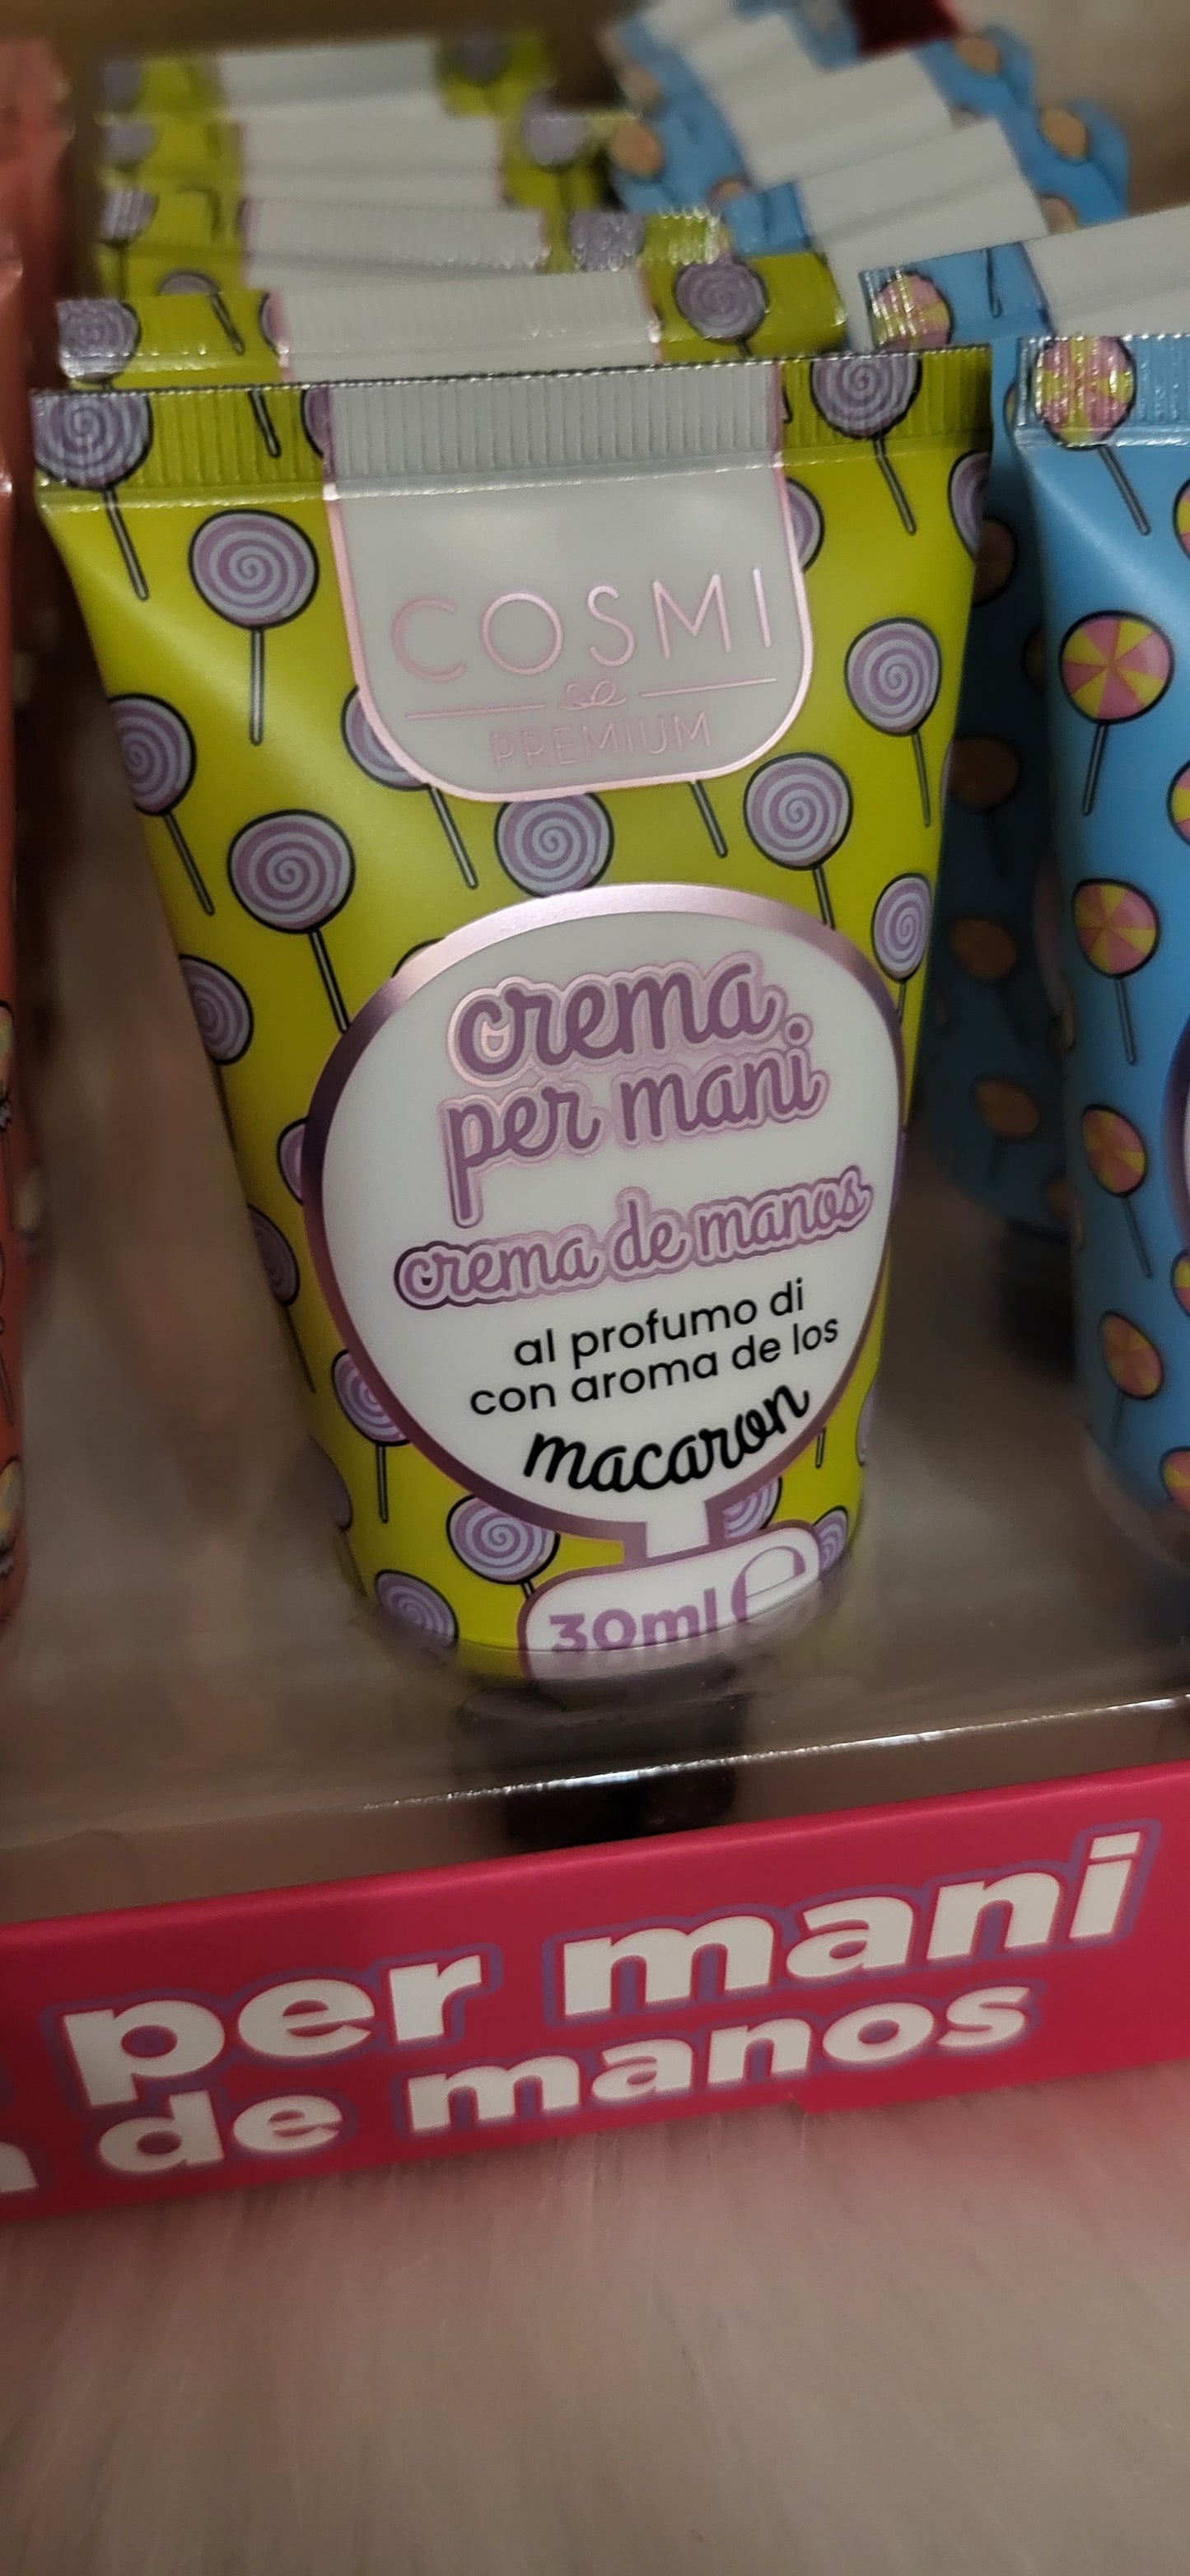 COSMI
PREMIUM
crema
per mani
crema de manos
al profumo di
con aroma de los
macaron
30ml e
per mani
de manos